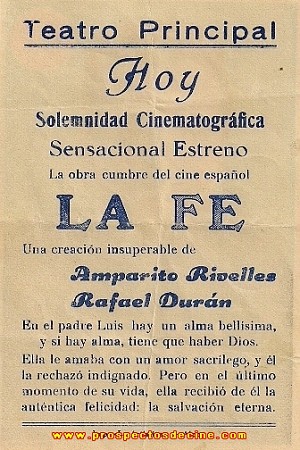 Teatro Principal
Hoy
Solemnidad Cinematográfica
Sensacional Estreno
La obra cumbre del cine español
LA FE
Una creación insuperable de
Amparito Rivelles
Rafael Durán
En el padre Luis hay un alma bellísima,
y si hay alma, tiene que haber Dios.
Ella le amaba con un amor sacrilego, y él
la rechazó indignado. Pero en el último
momento de su vida, ella recibió de él la
auténtica felicidad: la salvación eterna.
www.prospectosdecine.com